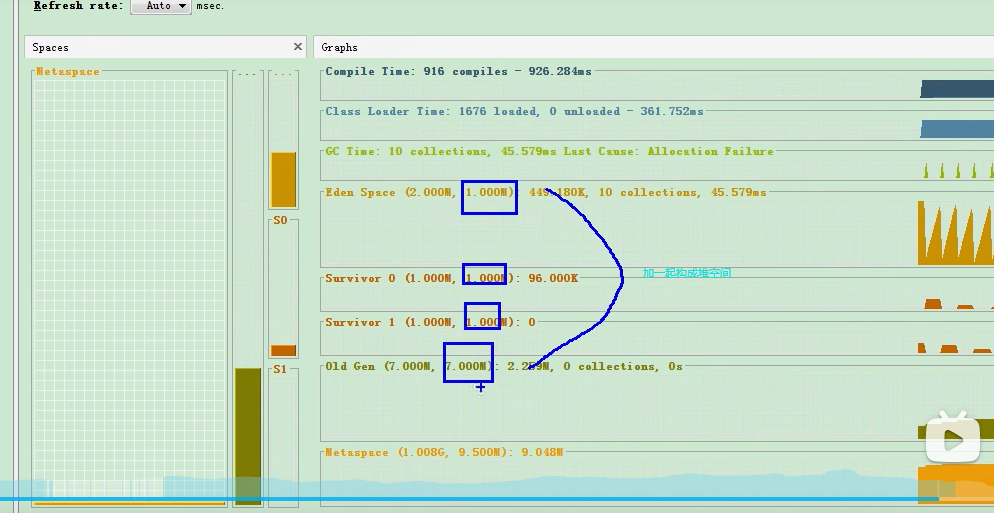 Refresh rate: Auto msec.
Spaces
Graphs
Metaspace
...
...
S0
S1
Compile Time: 916 compiles - 926.284ms
Class Loader Time: 1676 loaded, 0 unloaded - 361.752ms
GC Time: 10 collections, 45.579ms Last Cause: Allocation Failure
Eden Space (2.000M, 1.000M): 449.180K, 10 collections, 45.579ms
Survivor 0 (1.000M, 1.000M): 96.000K
加一起构成堆空间
Survivor 1 (1.000M, 1.000M): 0
Old Gen (7.000M, 7.000M): 2.259M, 0 collections, 0s
Metaspace (1.008G, 9.500M): 9.048M